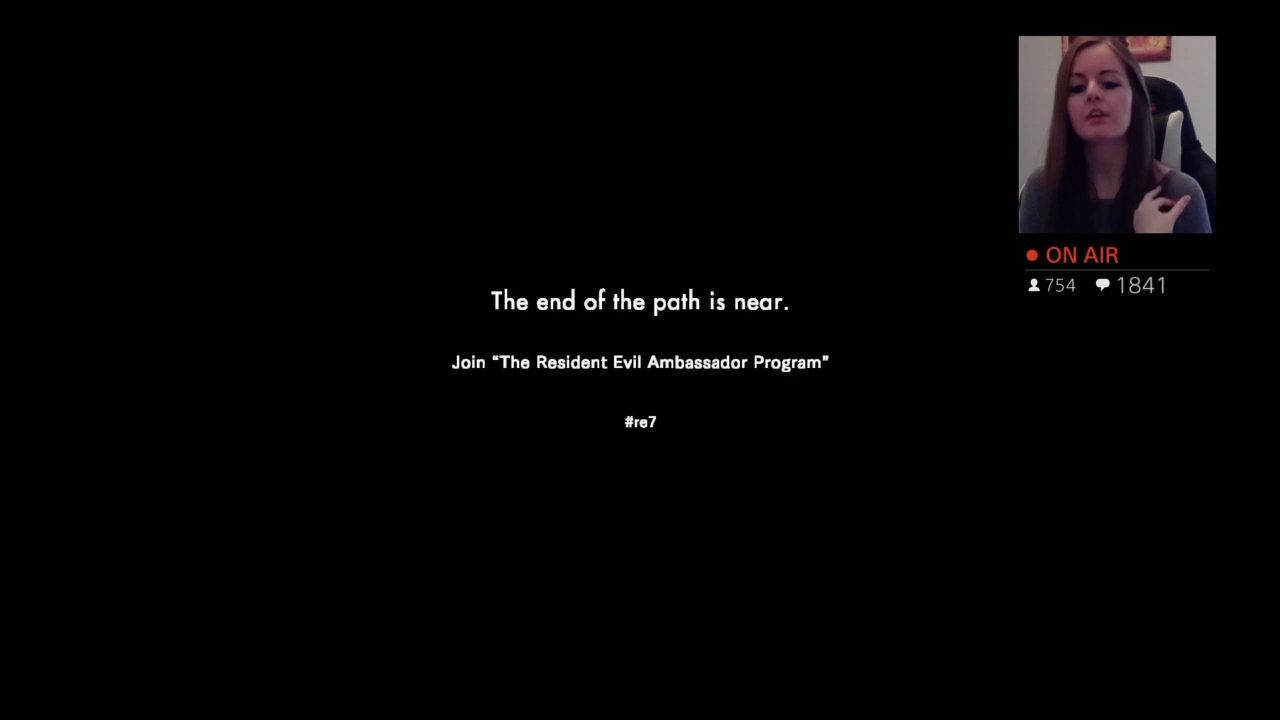 ON AIR
754 1841
The end of the path is near.
Join “The Resident Evil Ambassador Program”
#re7